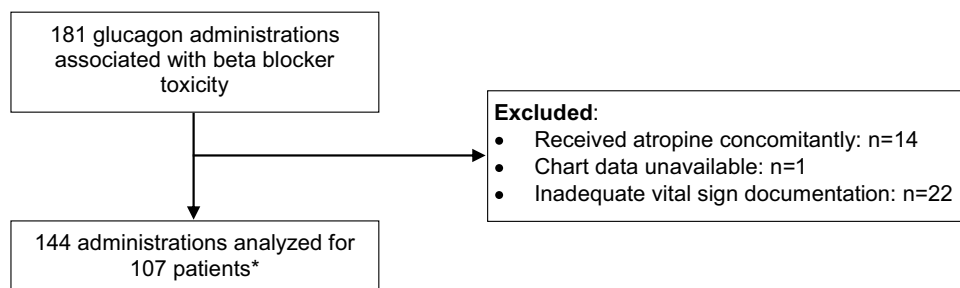 181 glucagon administrations
associated with beta blocker
toxicity
Excluded:
• Received atropine concomitantly: n=14
• Chart data unavailable: n=1
• Inadequate vital sign documentation: n=22
144 administrations analyzed for
107 patients*